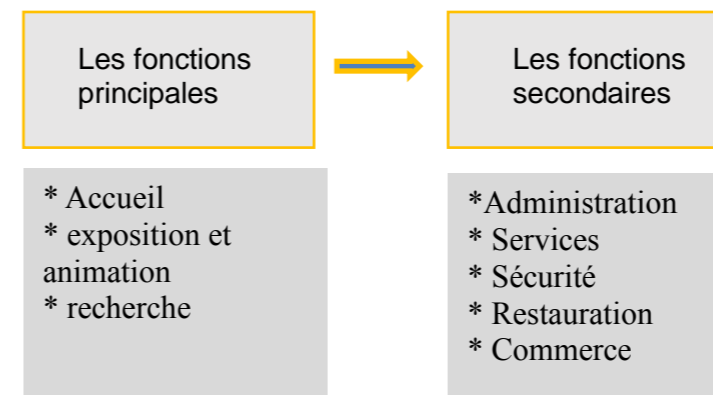 Les fonctions
principales
Les fonctions
secondaires
* Accueil
* exposition et
animation
* recherche
*Administration
* Services
* Sécurité
* Restauration
* Commerce